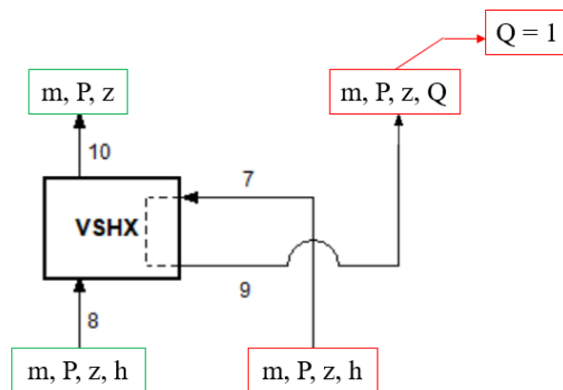 Q = 1
m, P, z
m, P, z, Q
10
7
VSHX
9
8
m, P, z, h
m, P, z, h